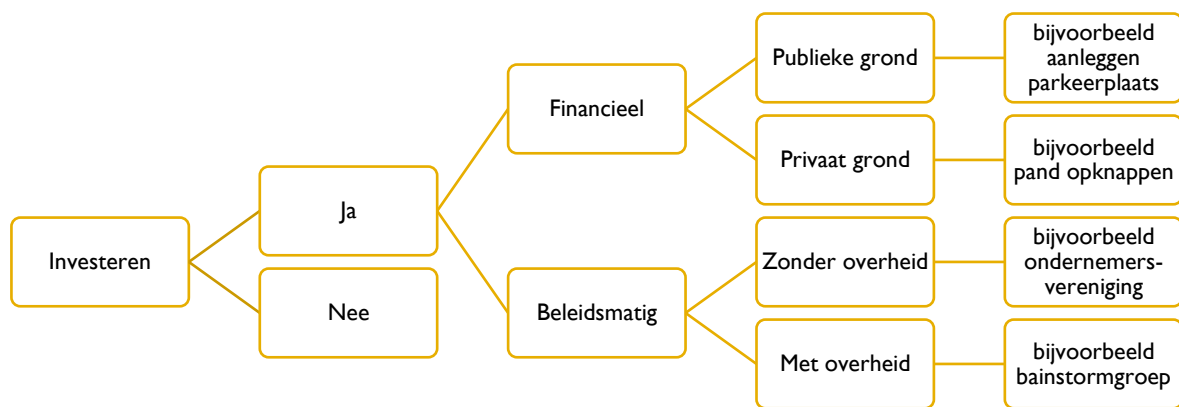 Investeren
Ja
Nee
Financieel
Beleidsmatig
Publieke grond
Privaat grond
Zonder overheid
Met overheid
bijvoorbeeld
aanleggen
parkeerplaats
bijvoorbeeld
pand opknappen
bijvoorbeeld
ondernemers-
vereniging
bijvoorbeeld
bainstormgroep